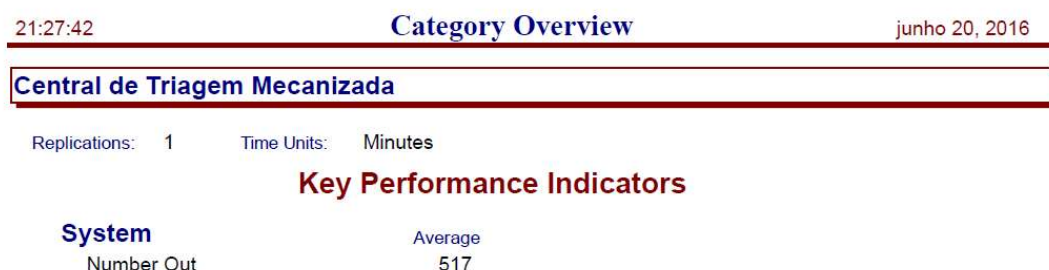 21:27:42 Category Overview junho 20, 2016
Central de Triagem Mecanizada
Replications: 1 Time Units: Minutes
Key Performance Indicators
System Average
Number Out 517